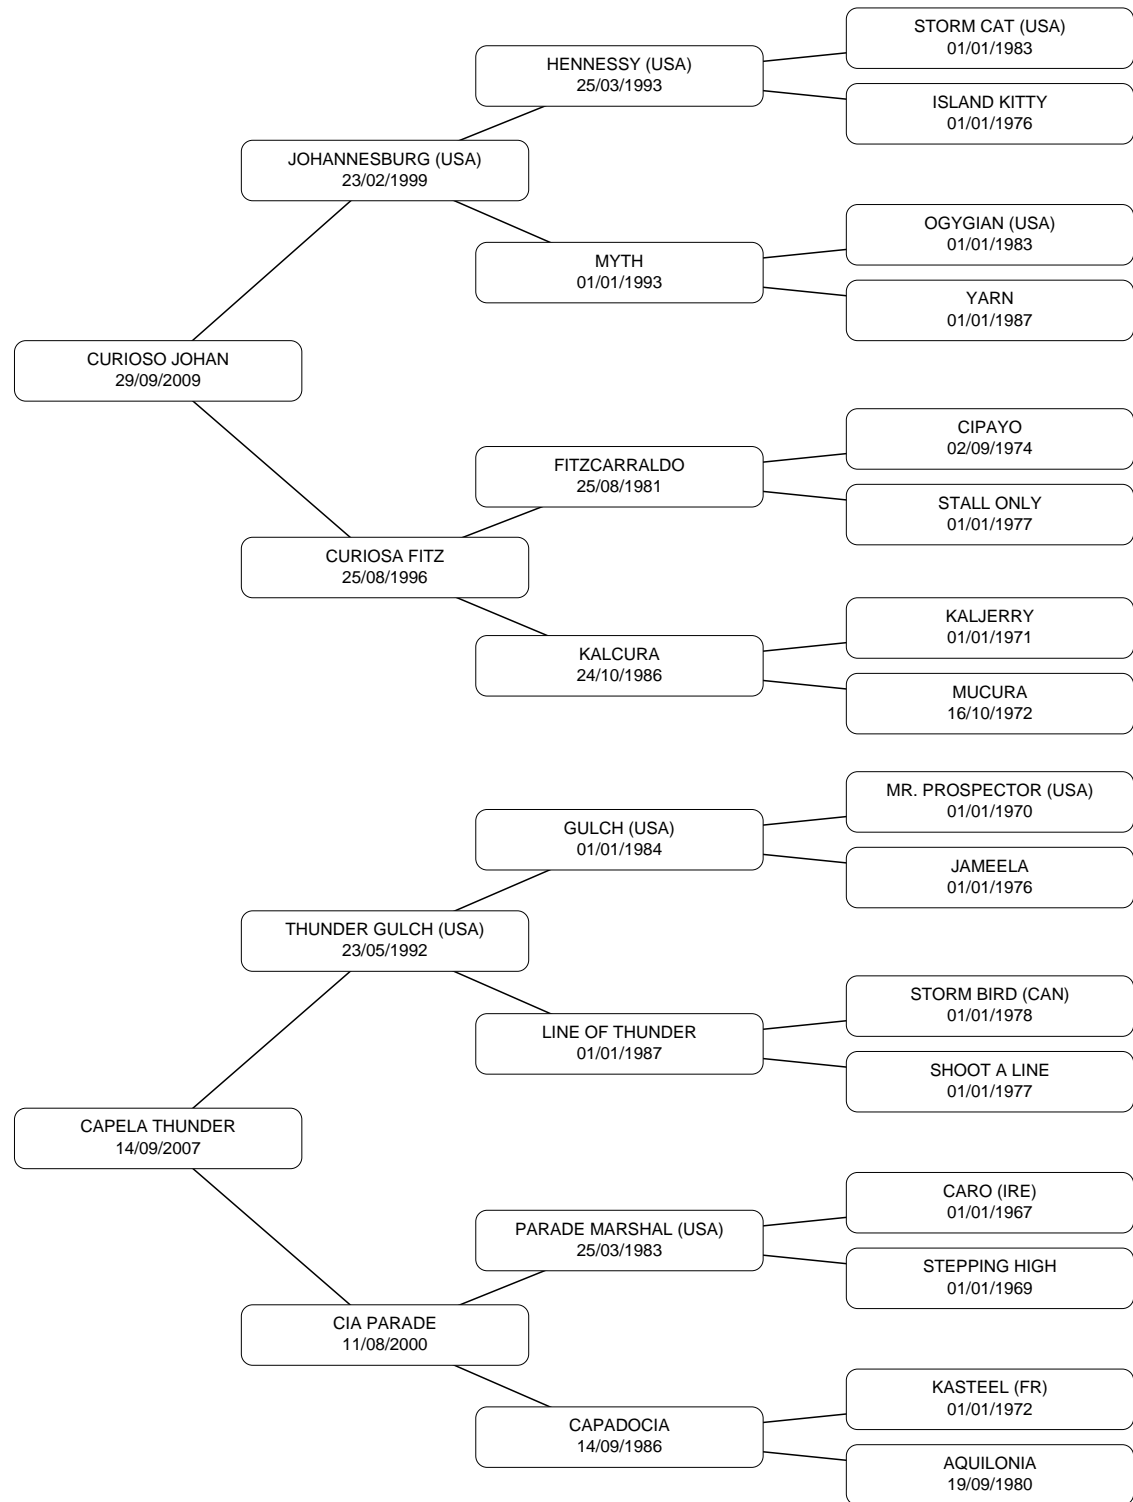 STORM CAT (USA)
01/01/1983
HENNESSY (USA)
25/03/1993
ISLAND KITTY
01/01/1976
JOHANNESBURG (USA)
23/02/1999
OGYGIAN (USA)
01/01/1983
MYTH
01/01/1993
YARN
01/01/1987
CURIOSO JOHAN
29/09/2009
CIPAYO
02/09/1974
FITZCARRALDO
25/08/1981
STALL ONLY
01/01/1977
CURIOSA FITZ
25/08/1996
KALJERRY
01/01/1971
KALCURA
24/10/1986
MUCURA
16/10/1972
MR. PROSPECTOR (USA)
01/01/1970
GULCH (USA)
01/01/1984
JAMEELA
01/01/1976
THUNDER GULCH (USA)
23/05/1992
STORM BIRD (CAN)
01/01/1978
LINE OF THUNDER
01/01/1987
SHOOT A LINE
01/01/1977
CAPELA THUNDER
14/09/2007
CARO (IRE)
01/01/1967
PARADE MARSHAL (USA)
25/03/1983
STEPPING HIGH
01/01/1969
CIA PARADE
11/08/2000
KASTEEL (FR)
01/01/1972
CAPADOCIA
14/09/1986
AQUILONIA
19/09/1980